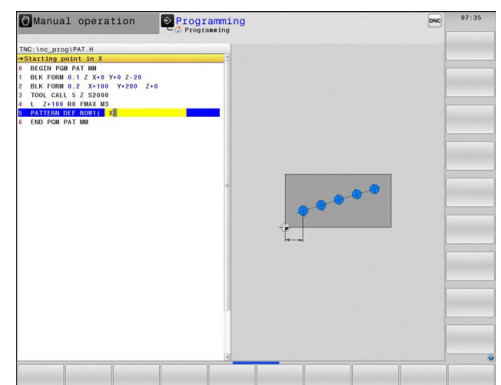 Manual operation
Programming
Programming
DNC
07:35
TNC:\nc_prog\PAT.H
→Starting point in X
0 BEGIN PGM PAT MM
1 BLK FORM 0.1 Z X+0 Y+0 Z-20
2 BLK FORM 0.2 X+100 Y+200 Z+0
3 TOOL CALL 5 Z S2000
4 L Z+100 R0 FMAX M3
5 PATTERN DEF ROW1( X
6 END PGM PAT MM